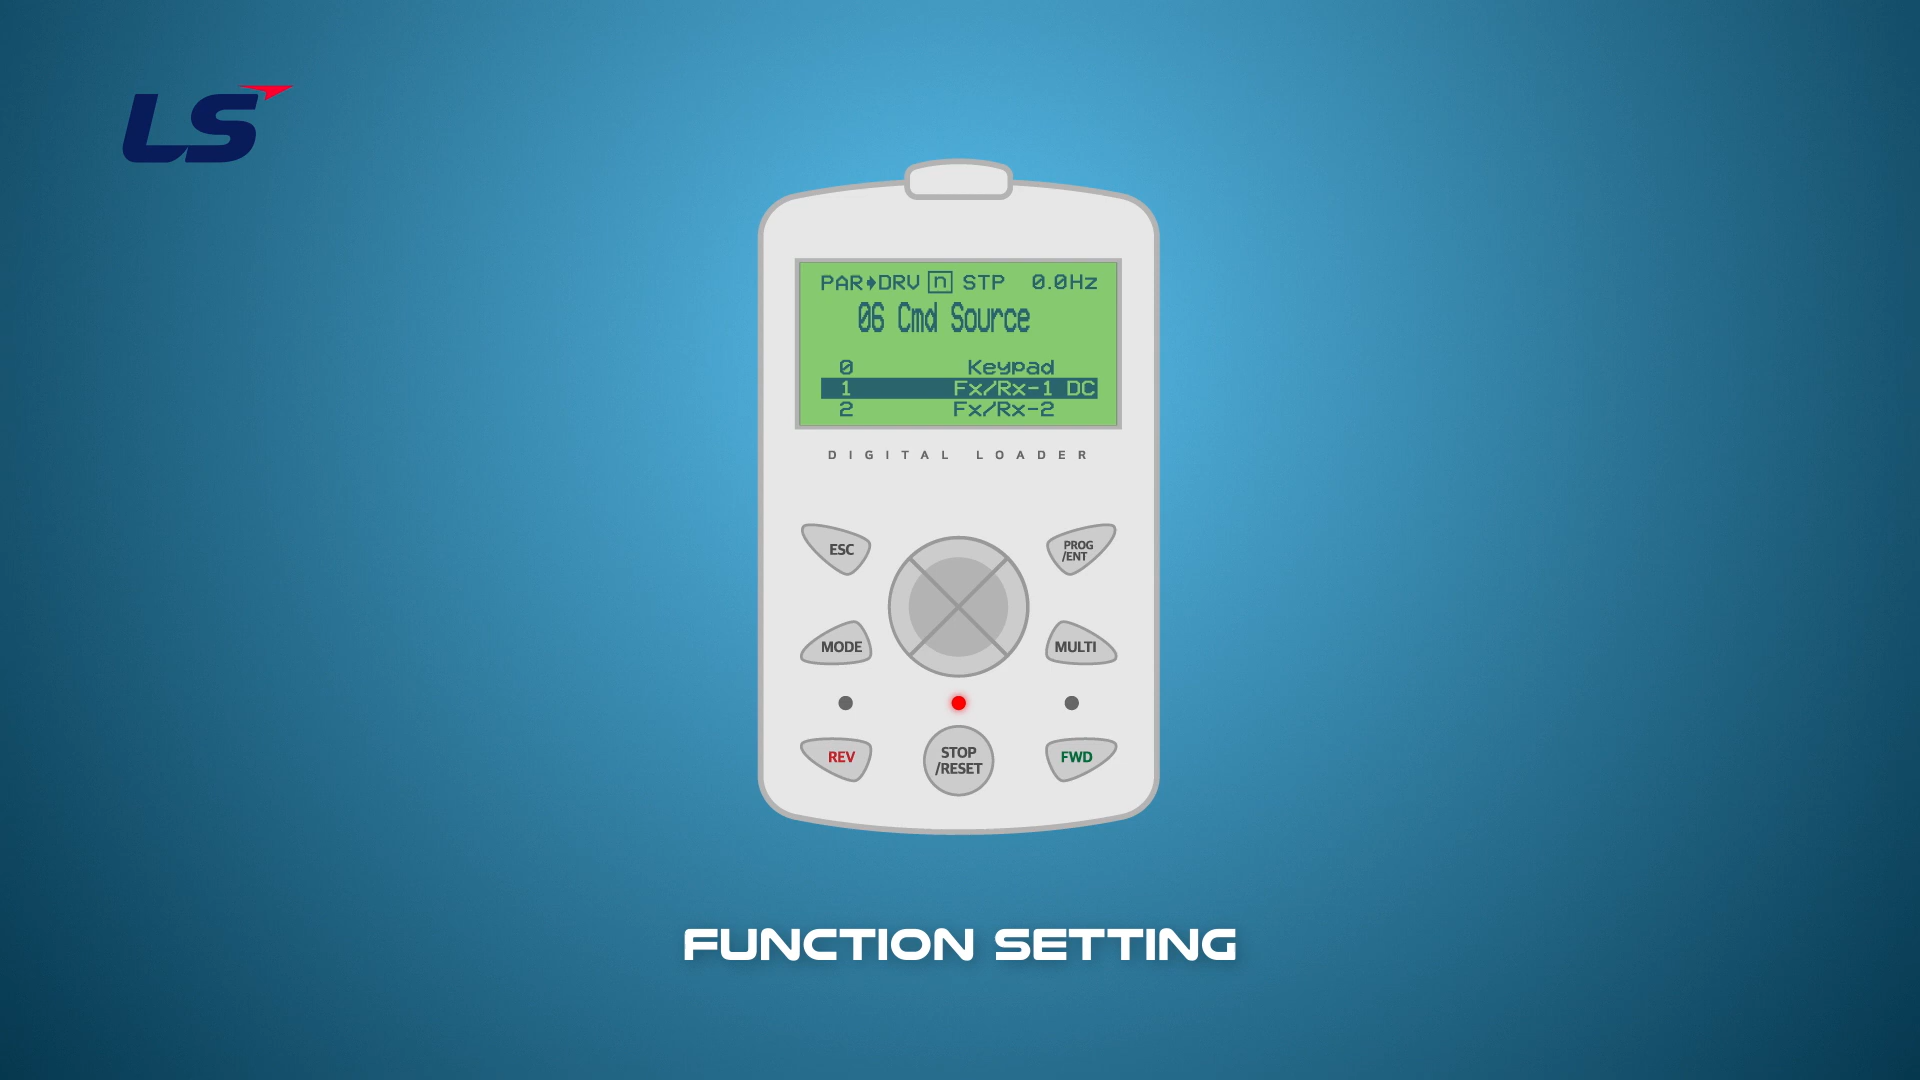 LS
PAR➧DRV n STP 0.0Hz
06 Cmd Source
0 Keypad
1 Fx/Rx-1 DC
2 Fx/Rx-2
DIGITAL LOADER
ESC
PROG
/ENT
MODE
MULTI
REV
STOP
/RESET
FWD
FUNCTION SETTING